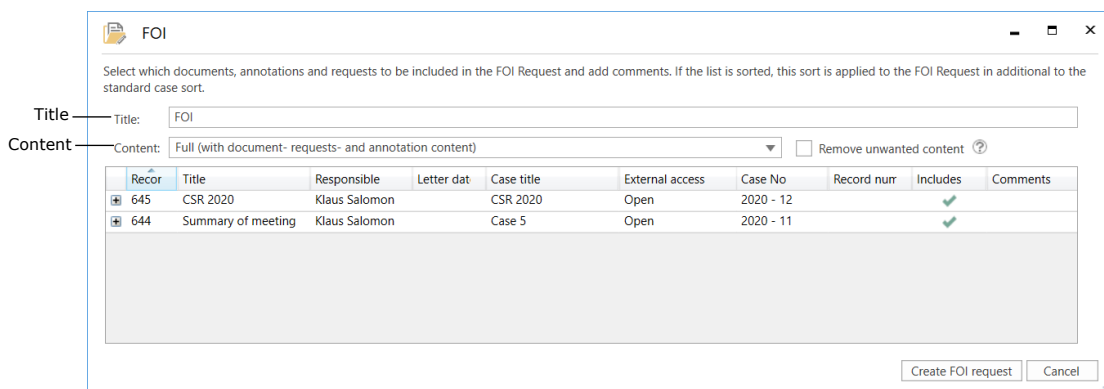 FOI
Select which documents, annotations and requests to be included in the FOI Request and add comments. If the list is sorted, this sort is applied to the FOI Request in additional to the
standard case sort.
Title Title: FOI
Content Content: Full (with document- requests- and annotation content) Remove unwanted content ?
Recor Title Responsible Letter dat Case title External access Case No Record num Includes Comments
645 CSR 2020 Klaus Salomon CSR 2020 Open 2020 - 12
644 Summary of meeting Klaus Salomon Case 5 Open 2020 - 11
Create FOI request Cancel